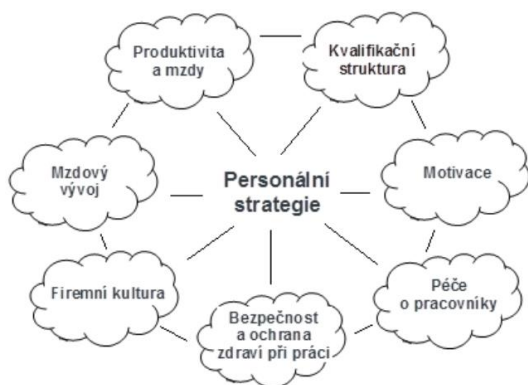 Produktivita
a mzdy
Kvalifikační
struktura
Mzdový
vývoj
Personální
strategie
Motivace
Firemní kultura
Bezpečnost
a ochrana
zdraví při práci
Péče
o pracovníky